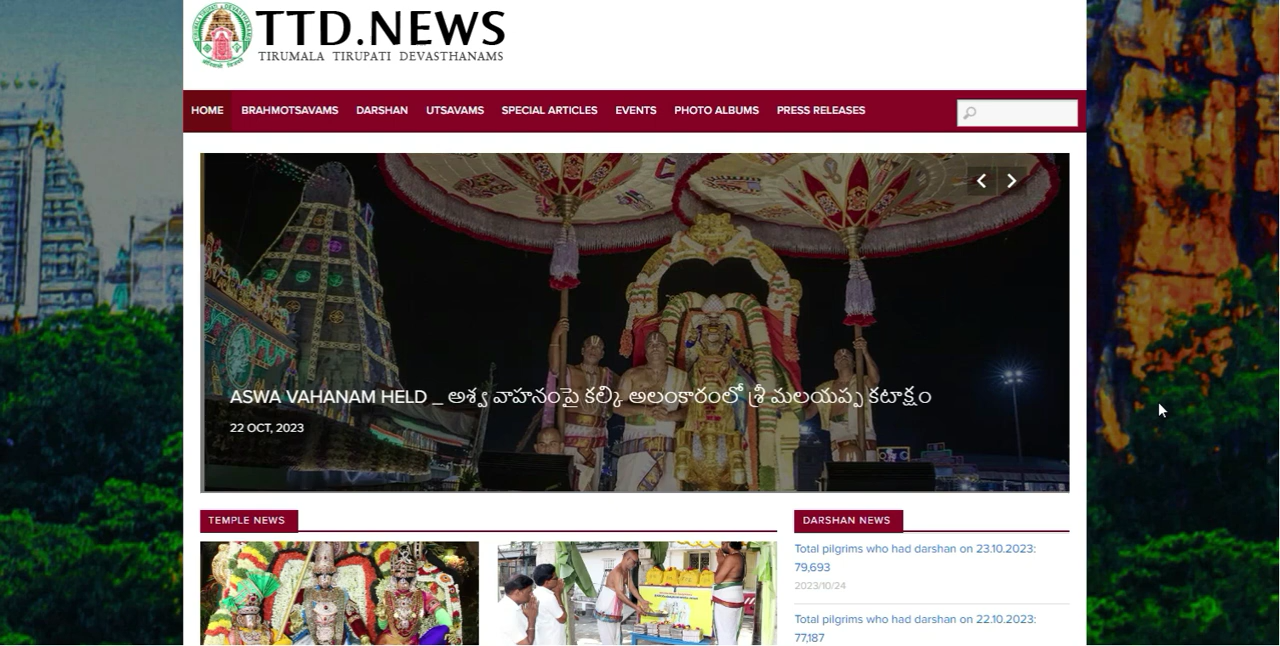 TTD.NEWS
TIRUMALA TIRUPATI DEVASTHANAMS
HOME BRAHMOTSAVAMS DARSHAN UTSAVAMS SPECIAL ARTICLES EVENTS PHOTO ALBUMS PRESS RELEASES
ASWA VAHANAM HELD _ అశ్వ వాహనంపై కల్కి అలంకారంలో శ్రీ మలయప్ప కటాక్షం
22 OCT, 2023
TEMPLE NEWS
DARSHAN NEWS
Total pilgrims who had darshan on 23.10.2023:
79,693
2023/10/24
Total pilgrims who had darshan on 22.10.2023:
77,187